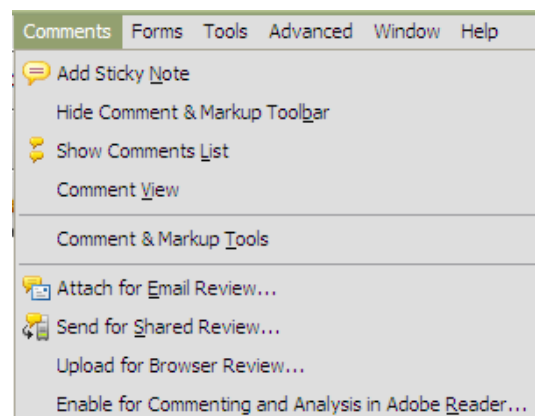 Comments Forms Tools Advanced Window Help
Add Sticky Note
Hide Comment & Markup Toolbar
Show Comments List
Comment View
Comment & Markup Tools
Attach for Email Review...
Send for Shared Review...
Upload for Browser Review...
Enable for Commenting and Analysis in Adobe Reader...